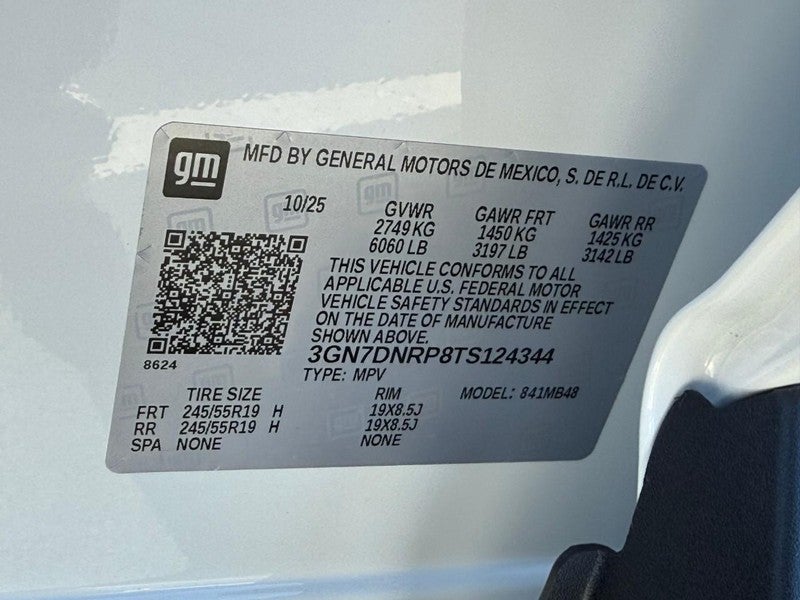 gm MFD BY GENERAL MOTORS DE MEXICO, S. DE R.L. DE C.V.
10/25 GVWR GAWR FRT GAWR RR
2749 KG 1450 KG 1425 KG
6060 LB 3197 LB 3142 LB
THIS VEHICLE CONFORMS TO ALL
APPLICABLE U.S. FEDERAL MOTOR
VEHICLE SAFETY STANDARDS IN EFFECT
ON THE DATE OF MANUFACTURE
SHOWN ABOVE.
3GN7DNRP8TS124344
8624
TYPE: MPV
TIRE SIZE RIM MODEL: 841MB48
FRT 245/55R19 H 19X8.5J
RR 245/55R19 H 19X8.5J
SPA NONE NONE